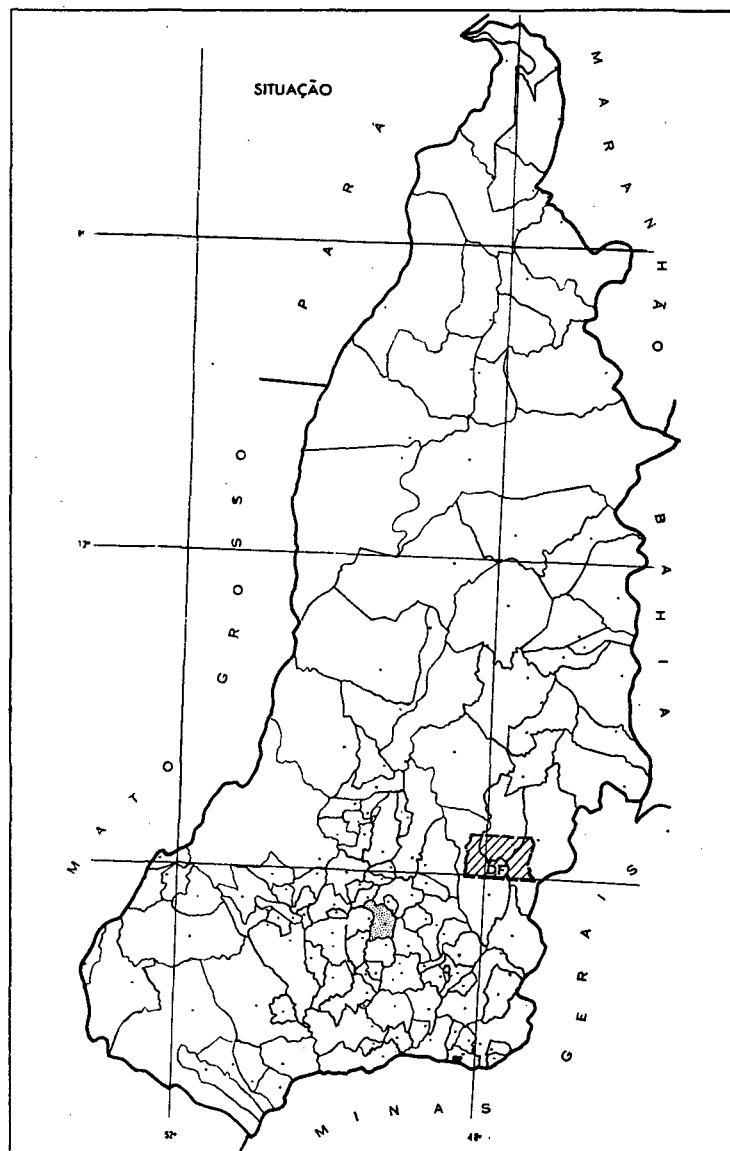 SITUAÇÃO
PARÁ
MARANHÃO
MATO GROSSO
BAHIA
DF
MINAS GERAIS
12°
52°
48°